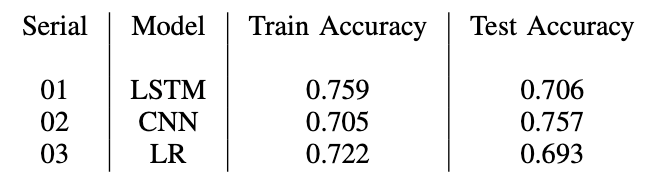 Serial Model Train Accuracy Test Accuracy
01 LSTM 0.759 0.706
02 CNN 0.705 0.757
03 LR 0.722 0.693